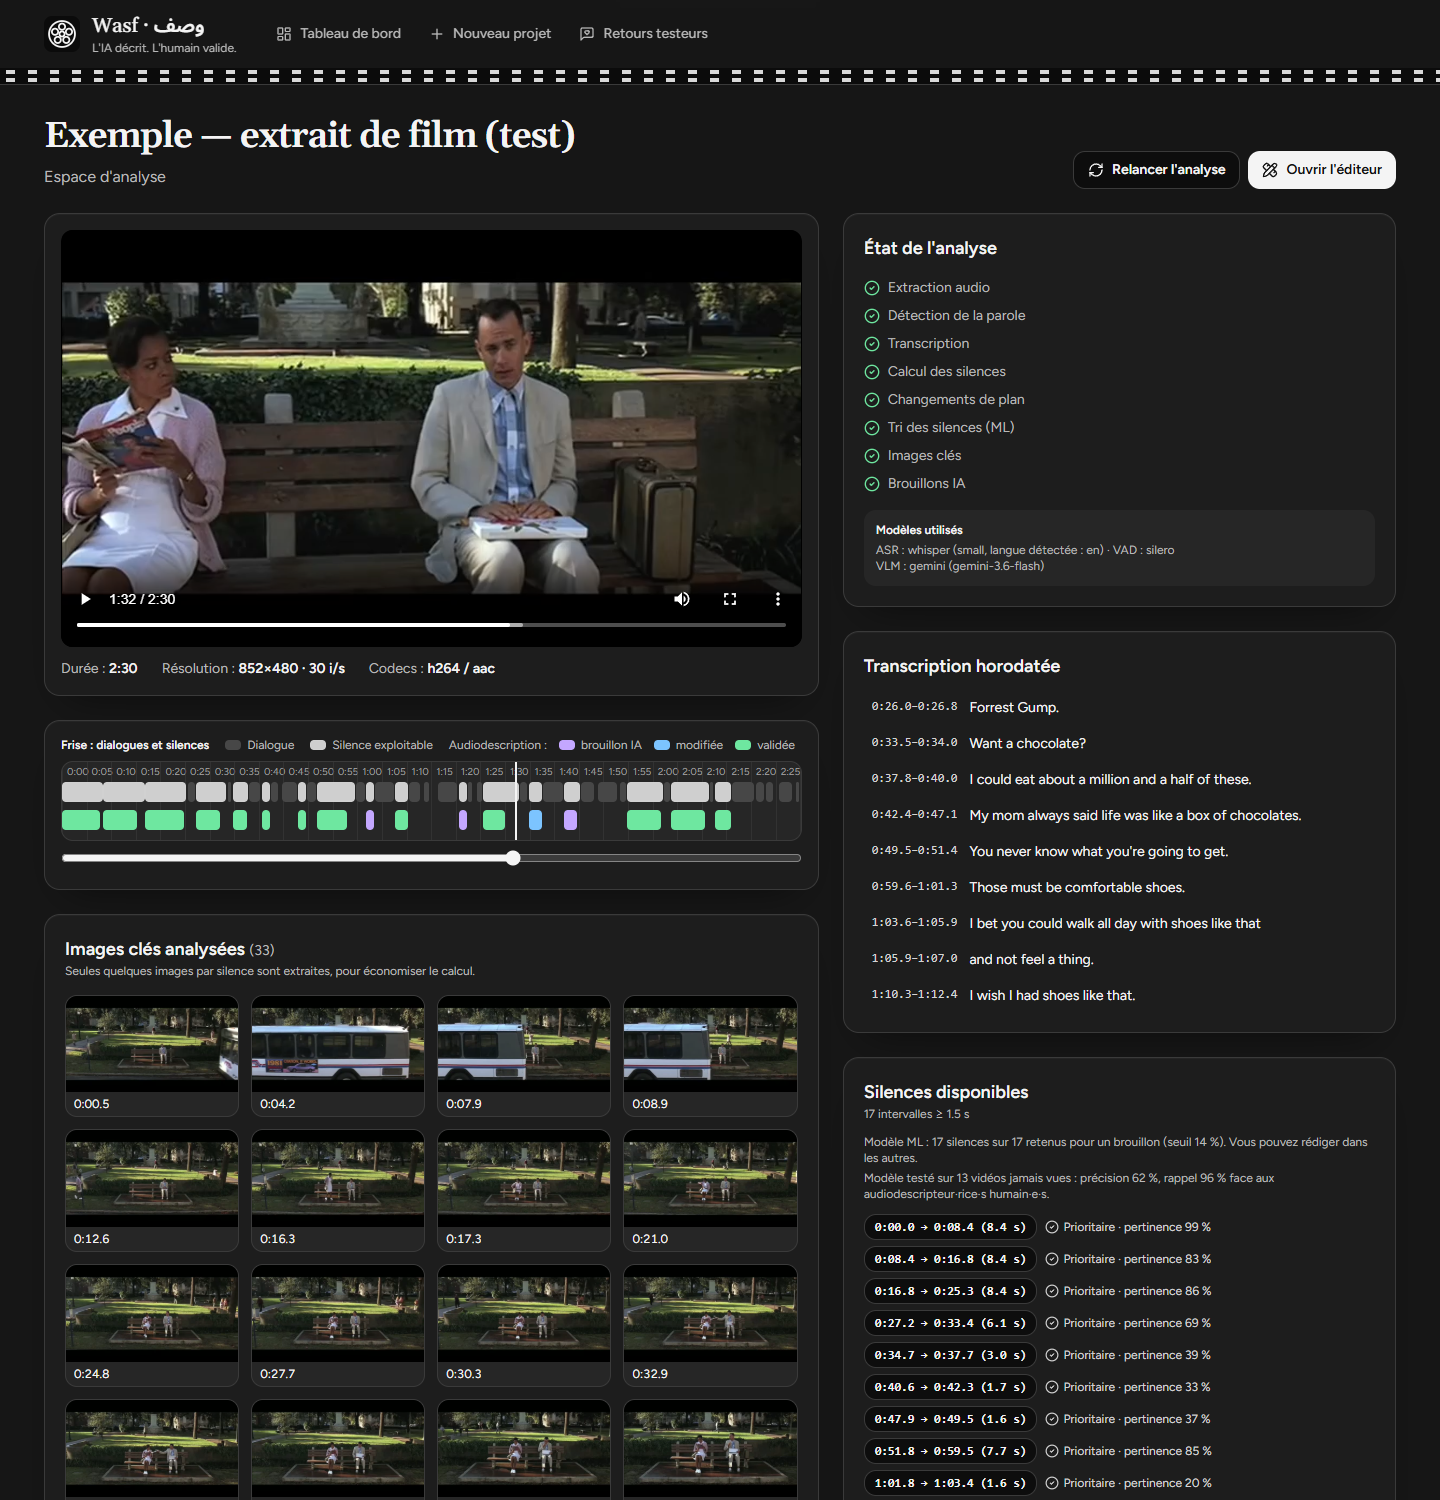 Wasf · وصف
L'IA décrit. L'humain valide.
Tableau de bord
Nouveau projet
Retours testeurs
Exemple — extrait de film (test)
Espace d'analyse
Relancer l'analyse
Ouvrir l'éditeur
People
1:32 / 2:30
Durée : 2:30 Résolution : 852×480 · 30 i/s Codecs : h264 / aac
Frise : dialogues et silences Dialogue Silence exploitable Audiodescription : brouillon IA modifiée validée
0:00 0:05 0:10 0:15 0:20 0:25 0:30 0:35 0:40 0:45 0:50 0:55 1:00 1:05 1:10 1:15 1:20 1:25 1:30 1:35 1:40 1:45 1:50 1:55 2:00 2:05 2:10 2:15 2:20 2:25
Images clés analysées (33)
Seules quelques images par silence sont extraites, pour économiser le calcul.
0:00.5 0:04.2 0:07.9 0:08.9
0:12.6 0:16.3 0:17.3 0:21.0
0:24.8 0:27.7 0:30.3 0:32.9
État de l'analyse
Extraction audio
Détection de la parole
Transcription
Calcul des silences
Changements de plan
Tri des silences (ML)
Images clés
Brouillons IA
Modèles utilisés
ASR : whisper (small, langue détectée : en) · VAD : silero
VLM : gemini (gemini-3.6-flash)
Transcription horodatée
0:26.0–0:26.8 Forrest Gump.
0:33.5–0:34.0 Want a chocolate?
0:37.8–0:40.0 I could eat about a million and a half of these.
0:42.4–0:47.1 My mom always said life was like a box of chocolates.
0:49.5–0:51.4 You never know what you're going to get.
0:59.6–1:01.3 Those must be comfortable shoes.
1:03.6–1:05.9 I bet you could walk all day with shoes like that
1:05.9–1:07.0 and not feel a thing.
1:10.3–1:12.4 I wish I had shoes like that.
Silences disponibles
17 intervalles ≥ 1.5 s
Modèle ML : 17 silences sur 17 retenus pour un brouillon (seuil 14 %). Vous pouvez rédiger dans
les autres.
Modèle testé sur 13 vidéos jamais vues : précision 62 %, rappel 96 % face aux
audiodescripteur·rice·s humain·e·s.
0:00.0 → 0:08.4 (8.4 s) Prioritaire · pertinence 99 %
0:08.4 → 0:16.8 (8.4 s) Prioritaire · pertinence 83 %
0:16.8 → 0:25.3 (8.4 s) Prioritaire · pertinence 86 %
0:27.2 → 0:33.4 (6.1 s) Prioritaire · pertinence 69 %
0:34.7 → 0:37.7 (3.0 s) Prioritaire · pertinence 39 %
0:40.6 → 0:42.3 (1.7 s) Prioritaire · pertinence 33 %
0:47.9 → 0:49.5 (1.6 s) Prioritaire · pertinence 37 %
0:51.8 → 0:59.5 (7.7 s) Prioritaire · pertinence 85 %
1:01.8 → 1:03.4 (1.6 s) Prioritaire · pertinence 20 %